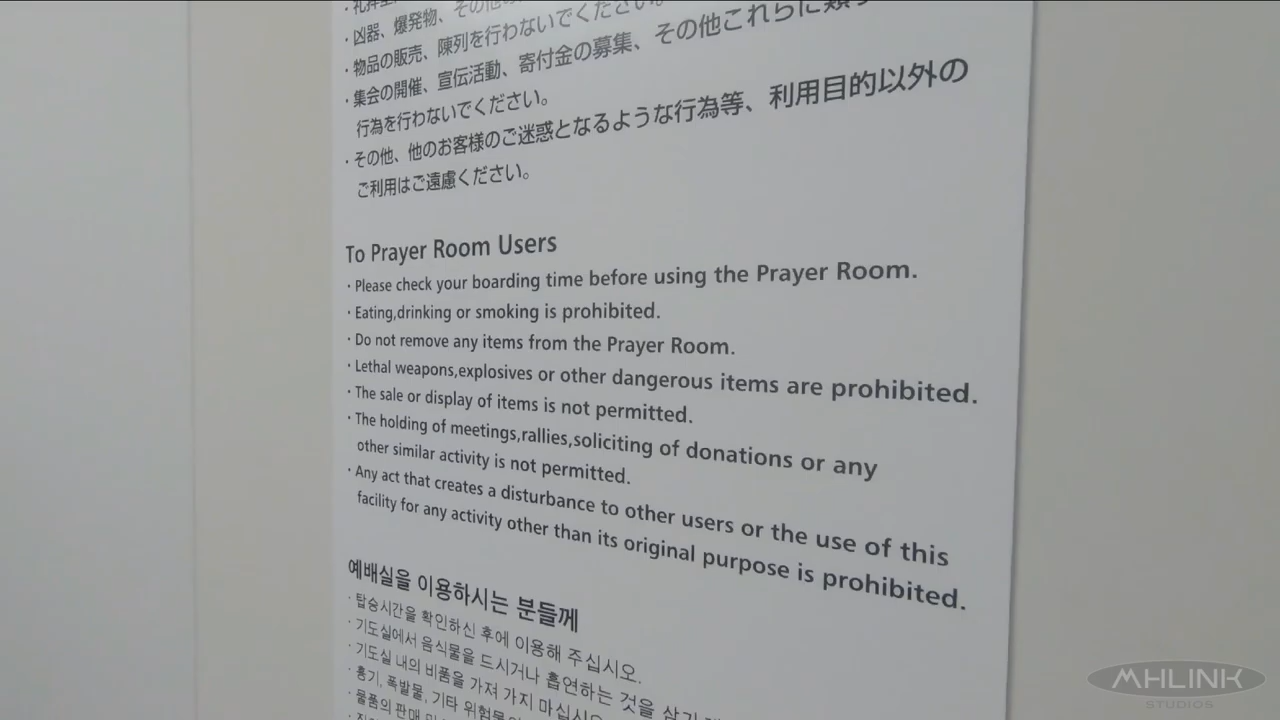 ・凶器、爆発物、その他の
・物品の販売、陳列を行わないでください。
・集会の開催、宣伝活動、寄付金の募集、その他これらに類す
行為を行わないでください。
・その他、他のお客様のご迷惑となるような行為等、利用目的以外の
ご利用はご遠慮ください。
To Prayer Room Users
・Please check your boarding time before using the Prayer Room.
・Eating,drinking or smoking is prohibited.
・Do not remove any items from the Prayer Room.
・Lethal weapons,explosives or other dangerous items are prohibited.
・The sale or display of items is not permitted.
・The holding of meetings,rallies,soliciting of donations or any
other similar activity is not permitted.
・Any act that creates a disturbance to other users or the use of this
facility for any activity other than its original purpose is prohibited.
예배실을 이용하시는 분들께
・탑승시간을 확인하신 후에 이용해 주십시오.
・기도실에서 음식물을 드시거나 흡연하는 것을 삼가
・기도실 내의 비품을 가져 가지 마십시오
・흉기, 폭발물, 기타 위험물
・물품의 판매
MHLINK
STUDIOS